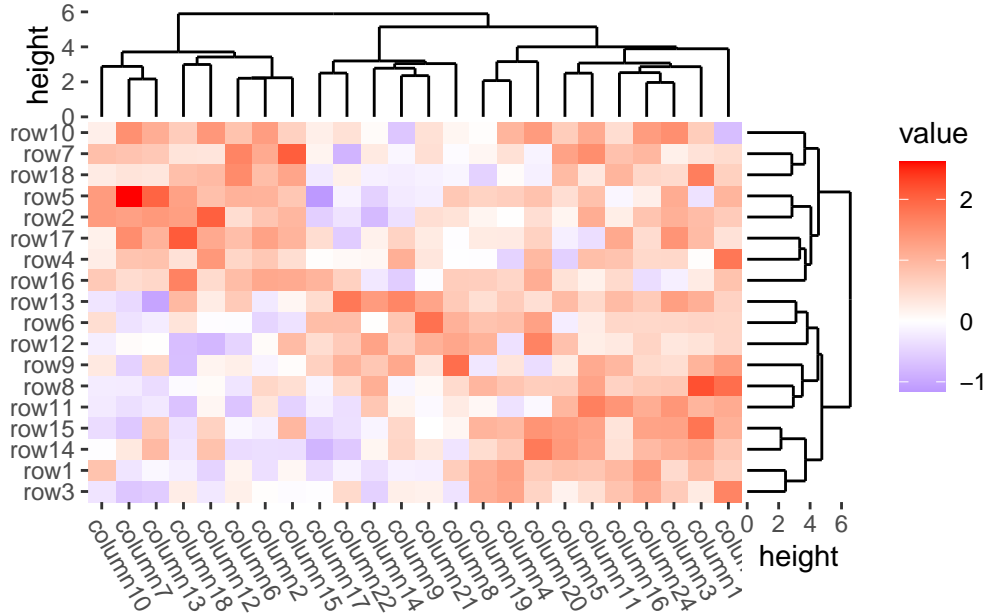 6
4
2
0
height
row10
row7
row18
row5
row2
row17
row4
row16
row13
row6
row12
row9
row8
row11
row15
row14
row1
row3
column10
column7
column13
column18
column12
column6
column2
column15
column17
column22
column14
column9
column21
column8
column19
column4
column20
column5
column11
column16
column24
column3
column1
0 2 4 6
height
value
2
1
0
−1